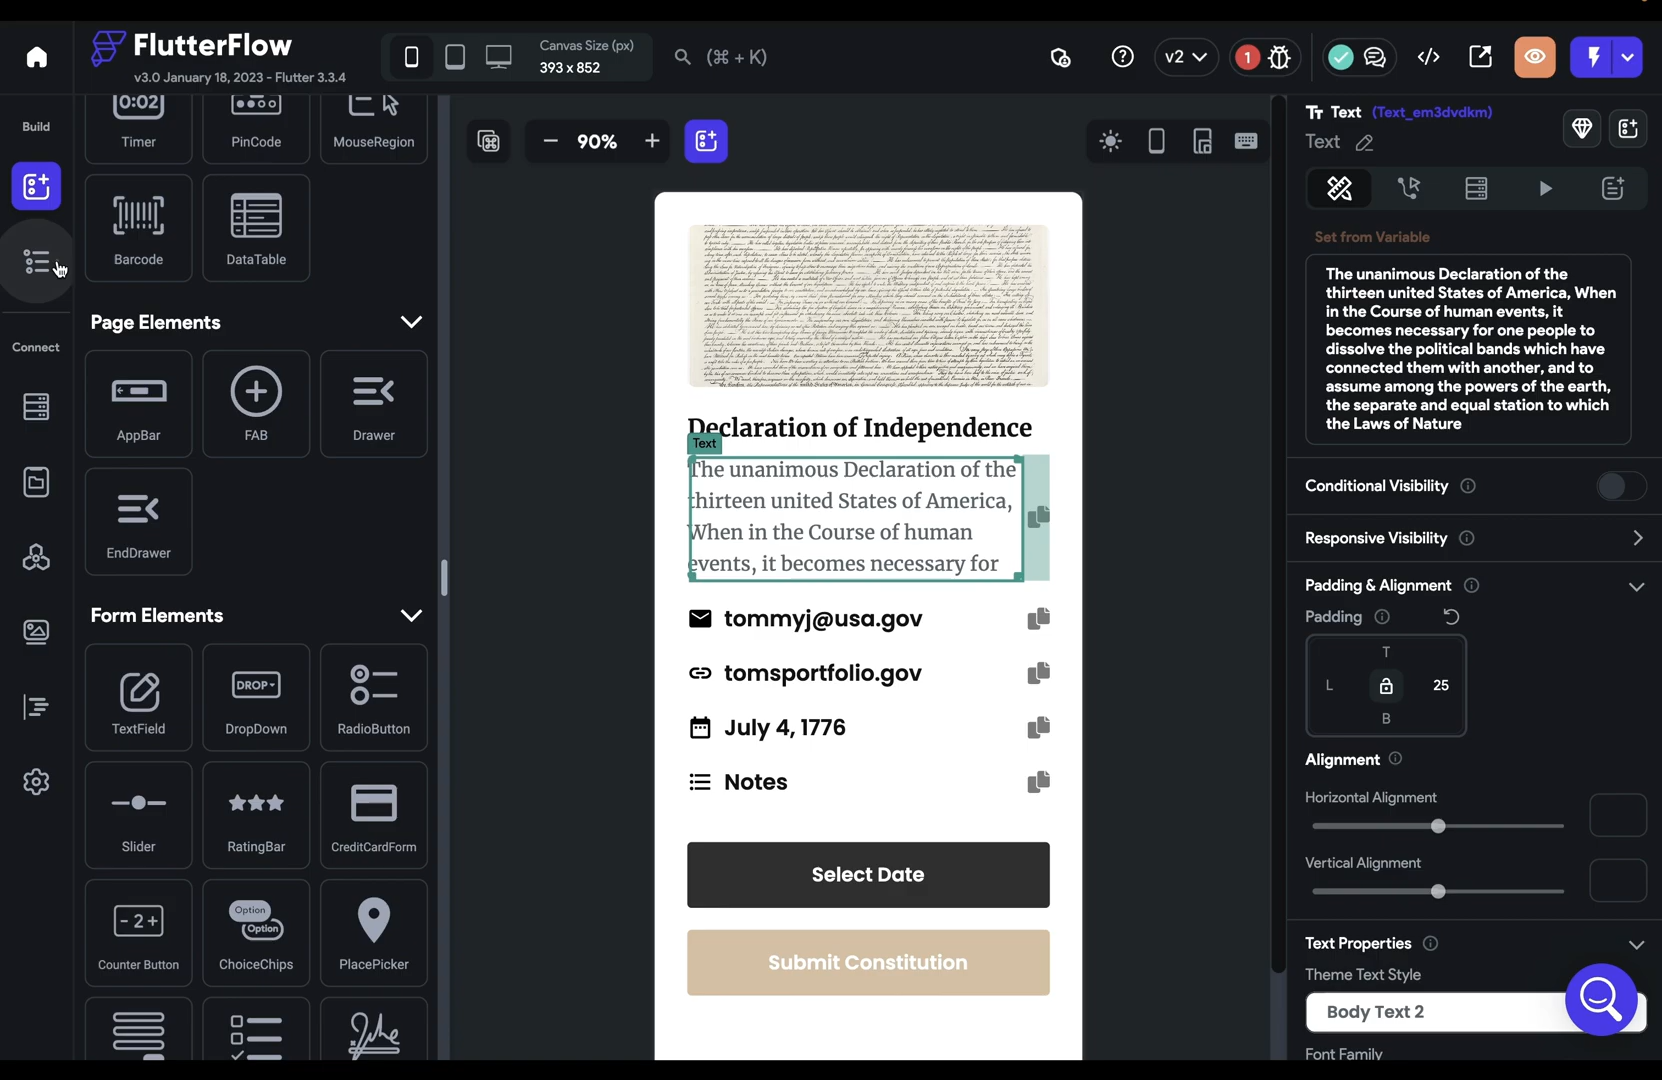 FlutterFlow
v3.0 January 18, 2023 - Flutter 3.3.4
Canvas Size (px)
393 x 852
(⌘ + K)
v2
1
Build
Connect
0:02
Timer
PinCode
MouseRegion
Barcode
DataTable
Page Elements
AppBar
FAB
Drawer
EndDrawer
Form Elements
TextField
DROP
DropDown
RadioButton
Slider
RatingBar
CreditCardForm
- 2 +
Counter Button
Option
Option
ChoiceChips
PlacePicker
90%
Declaration of Independence
Text
The unanimous Declaration of the
thirteen united States of America,
When in the Course of human
events, it becomes necessary for
tommyj@usa.gov
tomsportfolio.gov
July 4, 1776
Notes
Select Date
Submit Constitution
Tт Text (Text_em3dvdkm)
Text
Set from Variable
The unanimous Declaration of the
thirteen united States of America, When
in the Course of human events, it
becomes necessary for one people to
dissolve the political bands which have
connected them with another, and to
assume among the powers of the earth,
the separate and equal station to which
the Laws of Nature
Conditional Visibility
Responsive Visibility
Padding & Alignment
Padding
T
L
25
B
Alignment
Horizontal Alignment
Vertical Alignment
Text Properties
Theme Text Style
Body Text 2
Font Family